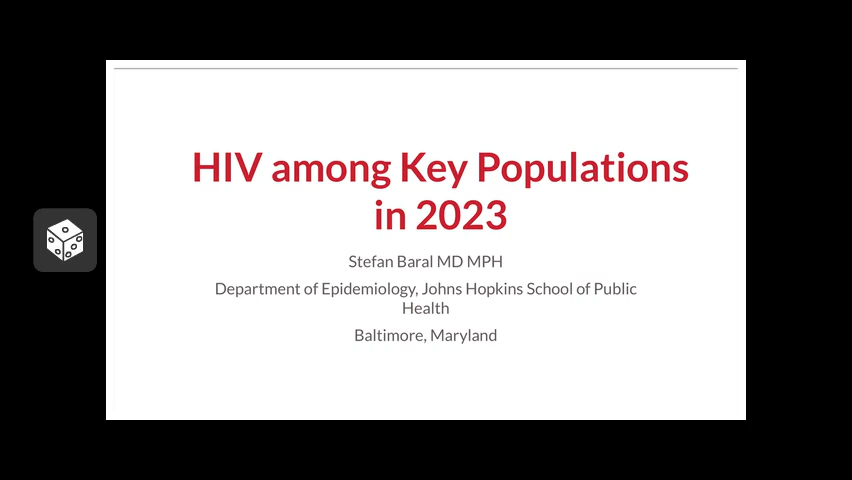 HIV among Key Populations
in 2023
Stefan Baral MD MPH
Department of Epidemiology, Johns Hopkins School of Public
Health
Baltimore, Maryland